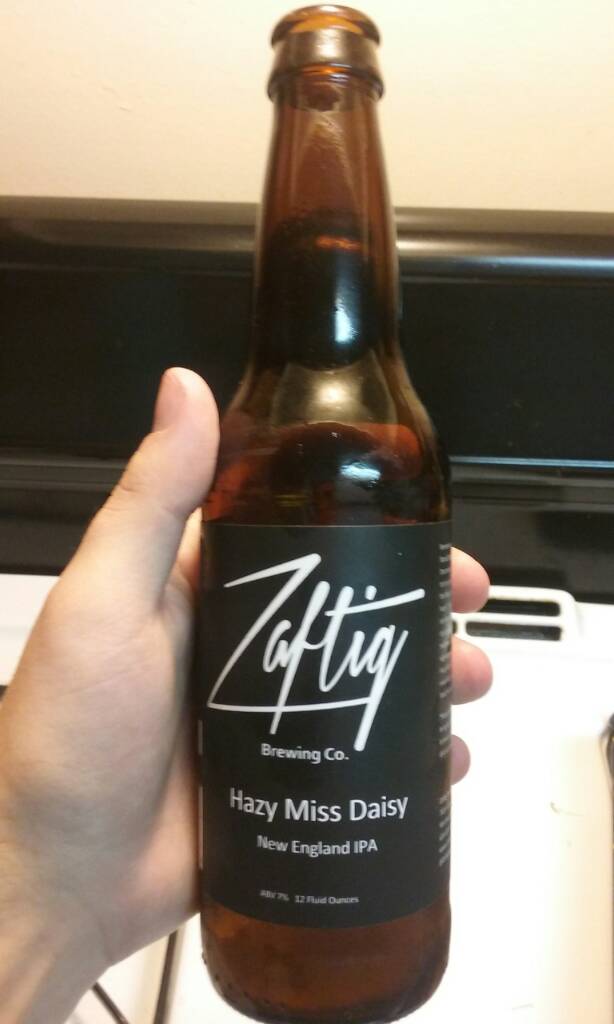 Zaftig
Brewing Co.
Hazy Miss Daisy
New England IPA
ABV 7% 12 Fluid Ounces